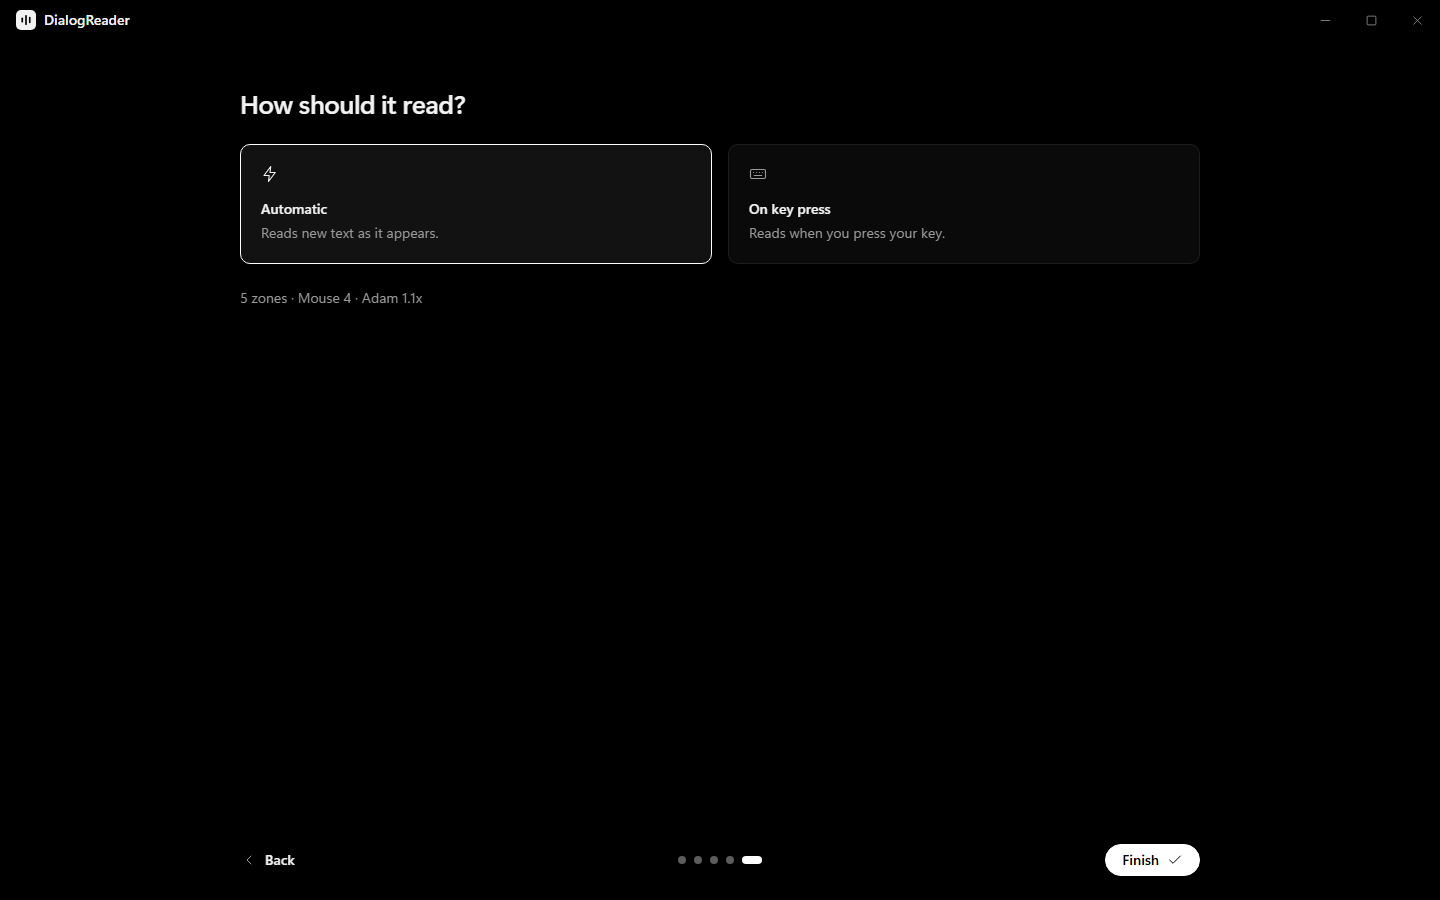 DialogReader
How should it read?
Automatic
Reads new text as it appears.
On key press
Reads when you press your key.
5 zones · Mouse 4 · Adam 1.1x
Back
Finish